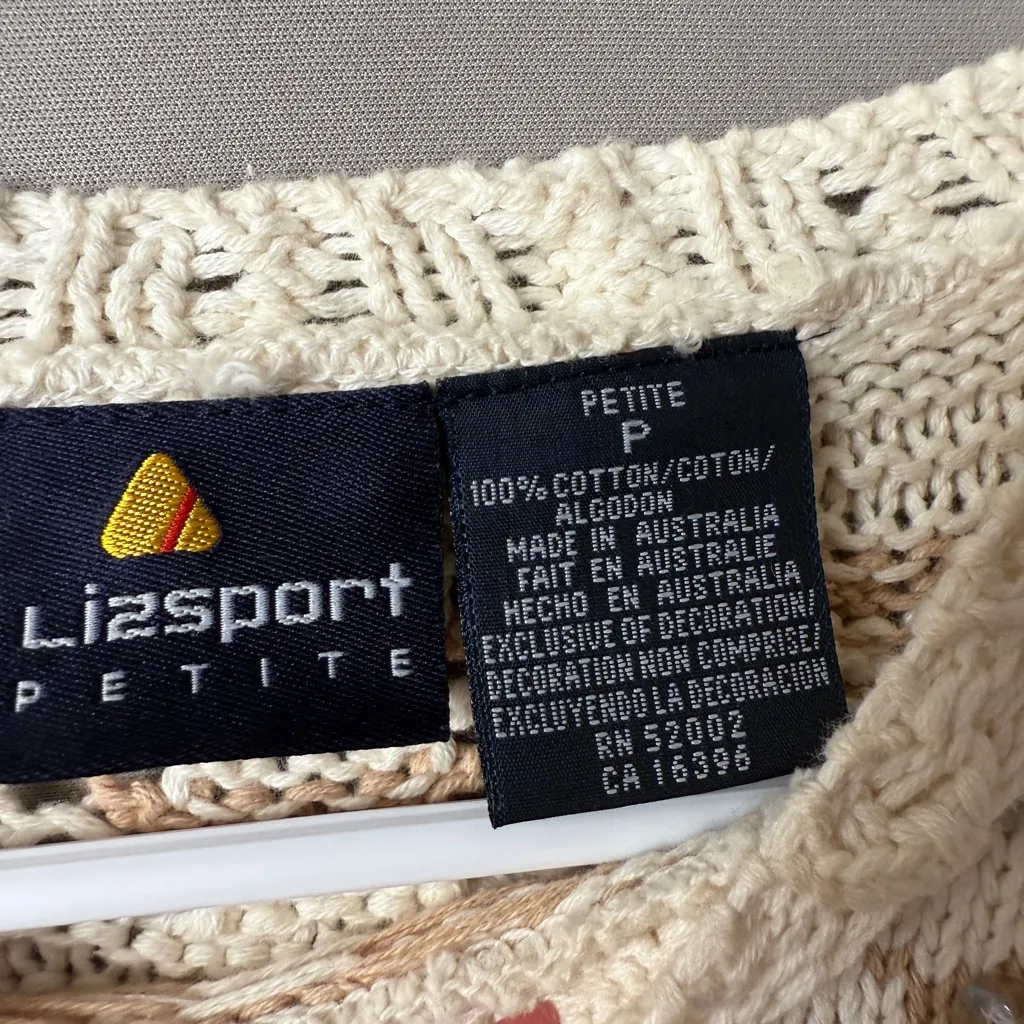 Lizsport
PETITE
PETITE
P
100% COTTON/COTON/
ALGODON
MADE IN AUSTRALIA
FAIT EN AUSTRALIE
HECHO EN AUSTRALIA
EXCLUSIVE OF DECORATION/
DECORATION NON COMPRISE/
EXCLUYENDO LA DECORACION
RN 52002
CA 16396